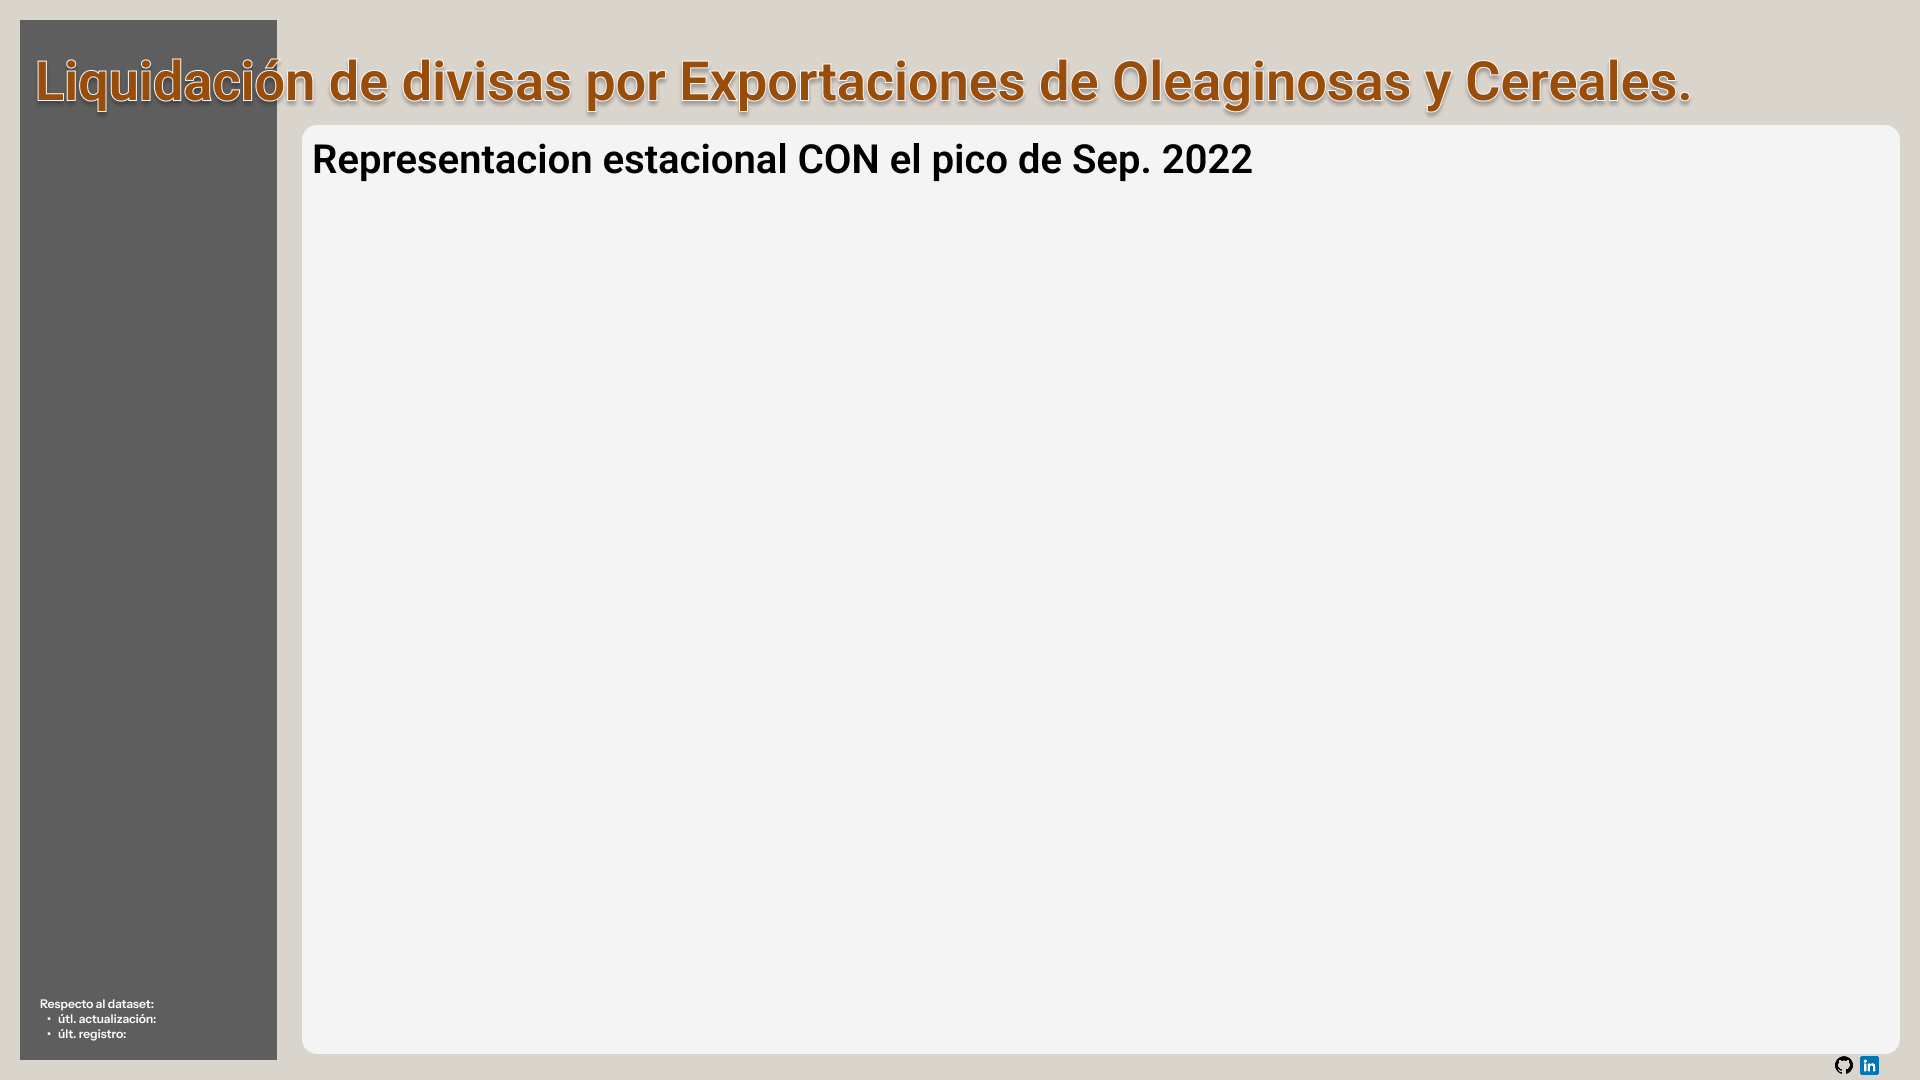 Liquidación de divisas por Exportaciones de Oleaginosas y Cereales.
Representacion estacional CON el pico de Sep. 2022
Respecto al dataset:
• útl. actualización:
• últ. registro:
in